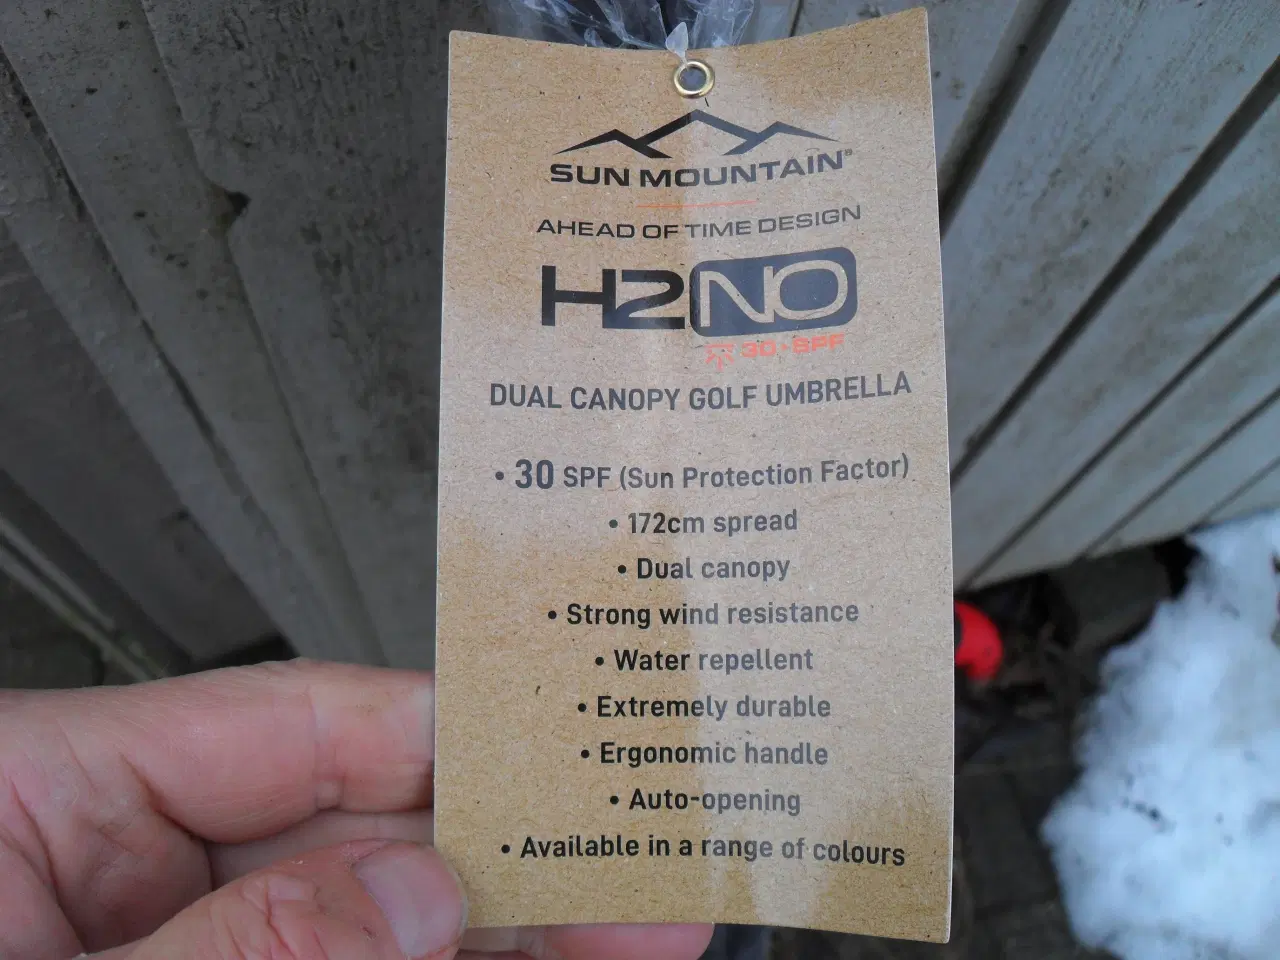 SUN MOUNTAIN®
AHEAD OF TIME DESIGN
H2NO
30•SPF
DUAL CANOPY GOLF UMBRELLA
• 30 SPF (Sun Protection Factor)
• 172cm spread
• Dual canopy
• Strong wind resistance
• Water repellent
• Extremely durable
• Ergonomic handle
• Auto-opening
• Available in a range of colours